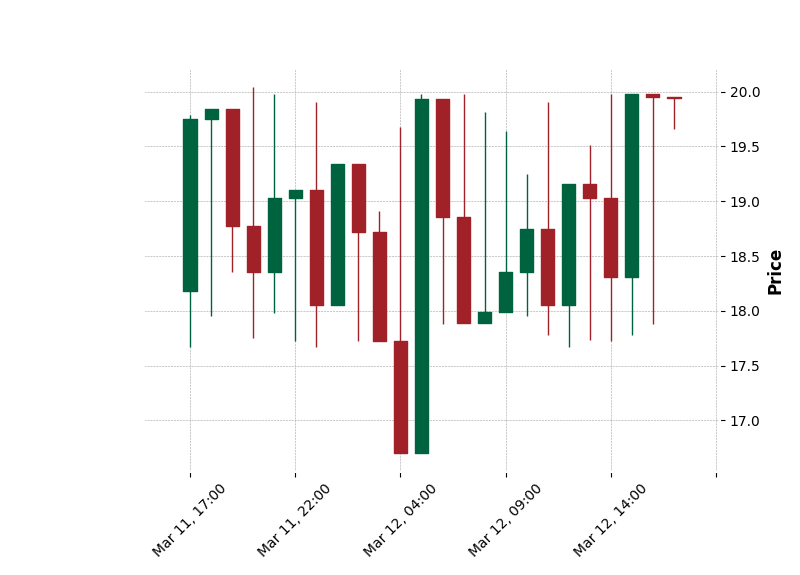 20.0
19.5
19.0
18.5
18.0
17.5
17.0
Price
Mar 11, 17:00
Mar 11, 22:00
Mar 12, 04:00
Mar 12, 09:00
Mar 12, 14:00